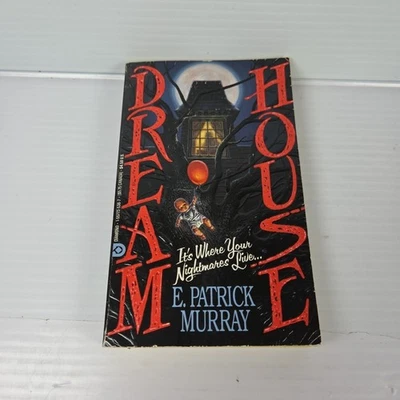 DREAM
HOUSE
It's Where Your
Nightmares Live...
E. PATRICK
MURRAY